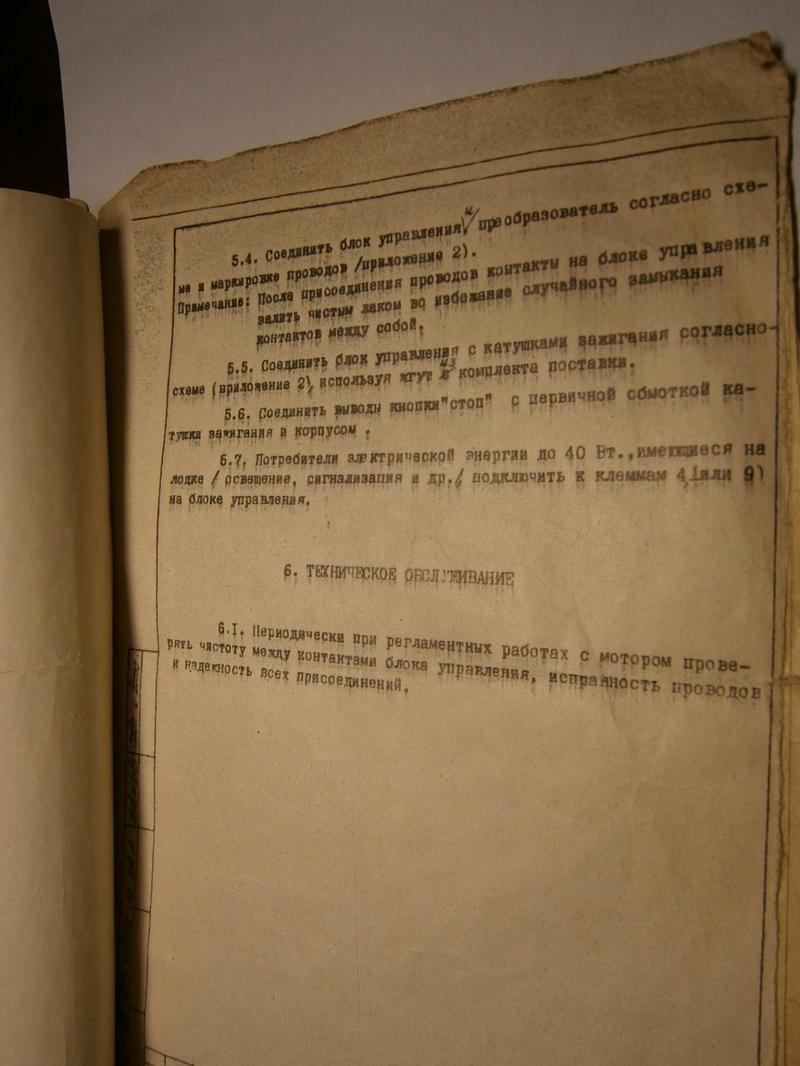 5.4. Соединить блок управления и преобразователь согласно схе-
ме и маркировке проводов /приложение 2).
Примечание: После присоединения проводов контакты на блоке управления
залить чистым лаком во избежание случайного замыкания
контактов между собой.
5.5. Соединить блок управления с катушками зажигания согласно
схеме (приложение 2), используя жгут из комплекта поставки.
5.6. Соединить выводы кнопки "стоп" с первичной обмоткой ка-
тушки зажигания и корпусом .
5.7. Потребители электрической энергии до 40 Вт., имеющиеся на
лодке / освещение, сигнализация и др./ подключить к клеммам 4 (или 9)
на блоке управления.
6. ТЕХНИЧЕСКОЕ ОБСЛУЖИВАНИЕ
6.I. Периодически при регламентных работах с мотором прове-
рять чистоту между контактами блока управления, исправность проводов
и надежность всех присоединений.